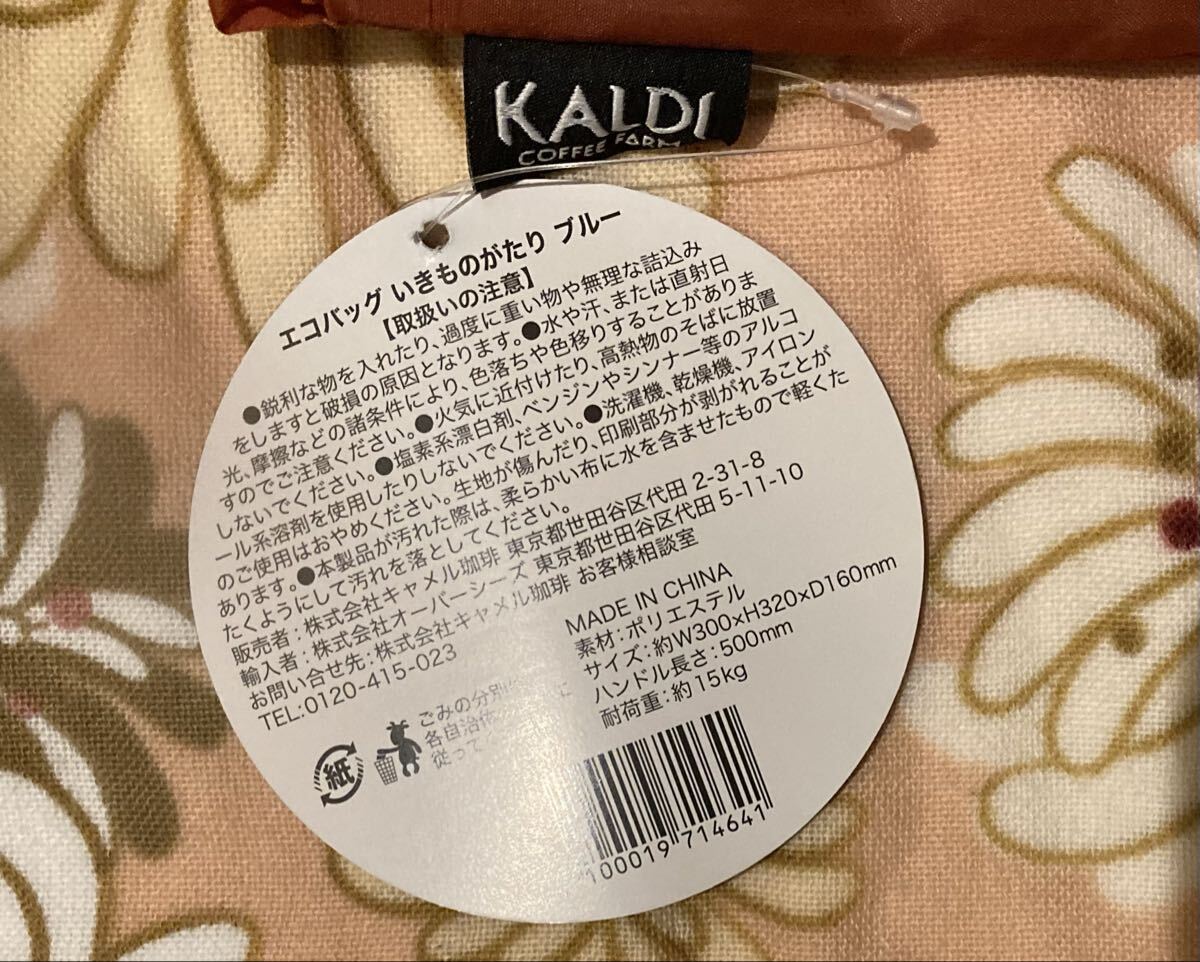 KALDI
COFFEE FARM
エコバッグ いきものがたり ブルー
【取扱いの注意】
●鋭利な物を入れたり、過度に重い物や無理な詰込み
をしますと破損の原因となります。●水や汗、または直射日
光、摩擦などの諸条件により、色落ちや色移りすることがありま
すのでご注意ください。●火気に近付けたり、高熱物のそばに放置
しないでください。●塩素系漂白剤、ベンジンやシンナー等のアルコ
ール系溶剤を使用したりしないでください。●洗濯機、乾燥機、アイロン
のご使用はおやめください。生地が傷んだり、印刷部分が剥がれることが
あります。●本製品が汚れた際は、柔らかい布に水を含ませたもので軽くた
たくようにして汚れを落としてください。
販売者：株式会社キャメル珈琲 東京都世田谷区代田 2-31-8
輸入者：株式会社オーバーシーズ 東京都世田谷区代田 5-11-10
お問い合せ先：株式会社キャメル珈琲 お客様相談室
TEL:0120-415-023
MADE IN CHINA
素材：ポリエステル
サイズ：約W300×H320×D160mm
ハンドル長さ：500mm
耐荷重：約15kg
紙
ごみの分別
各自治体
従って
100019 714641